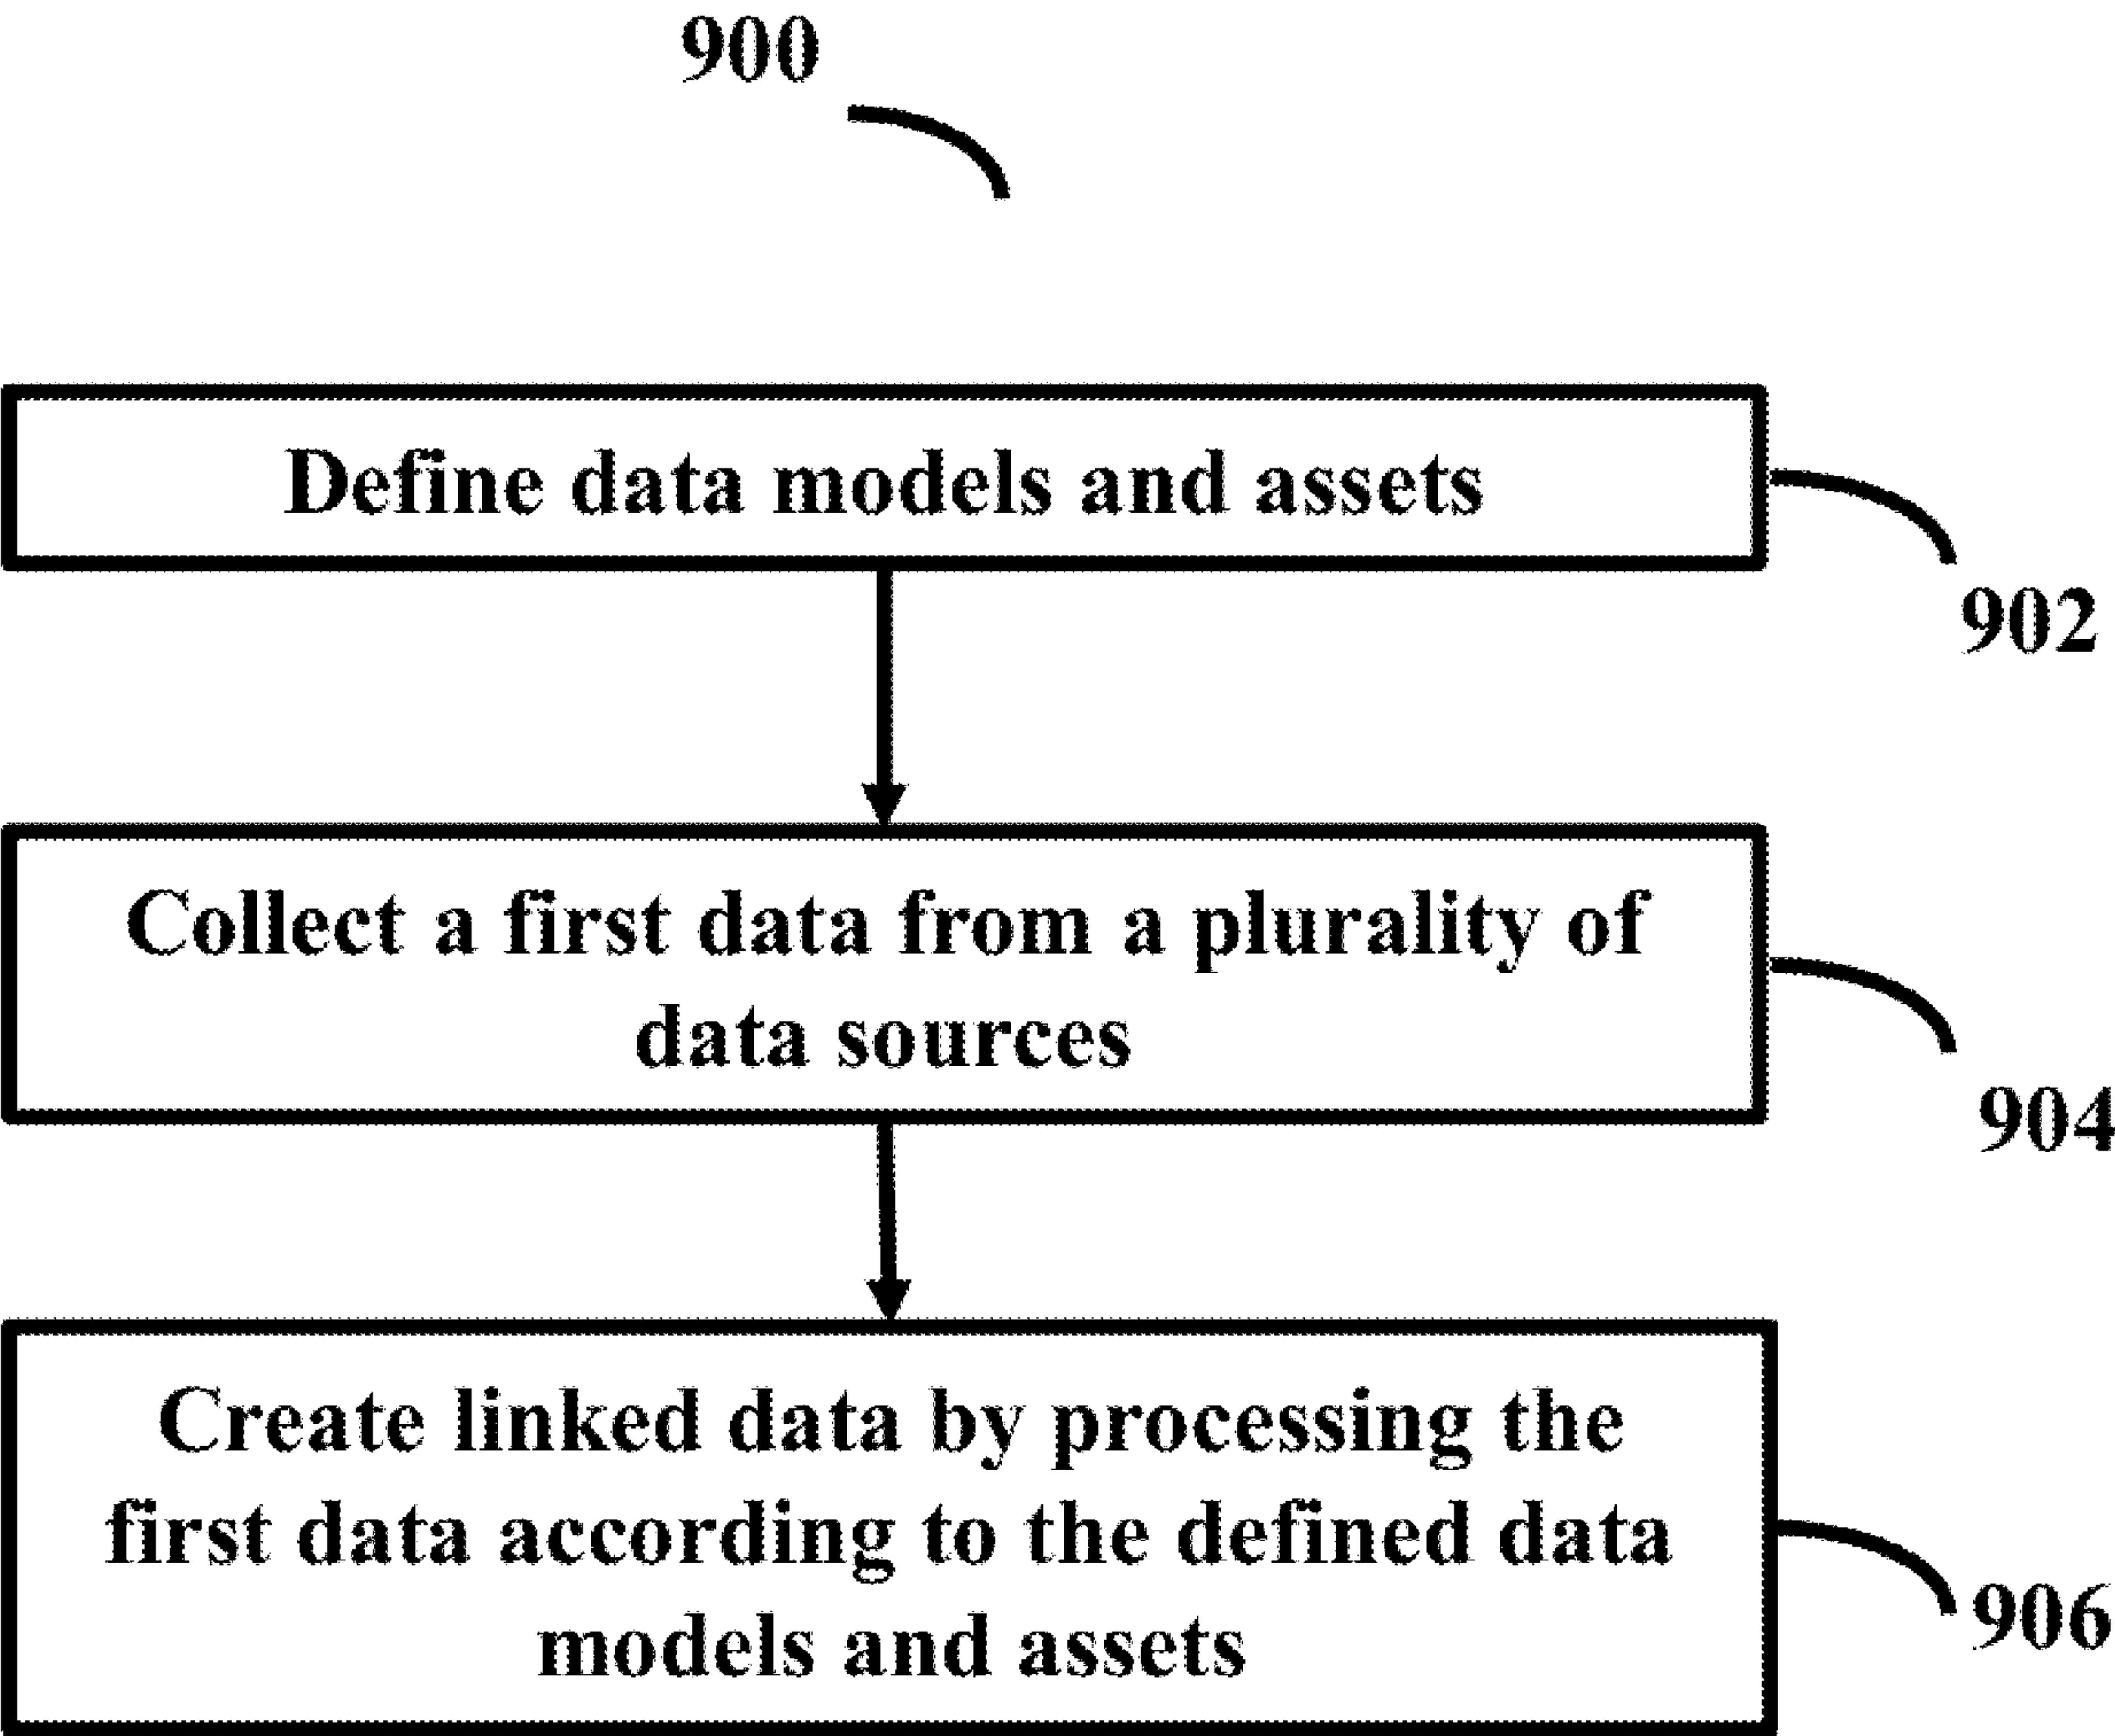 900
Define data models and assets
902
Collect a first data from a plurality of
data sources
904
Create linked data by processing the
first data according to the defined data
models and assets
906